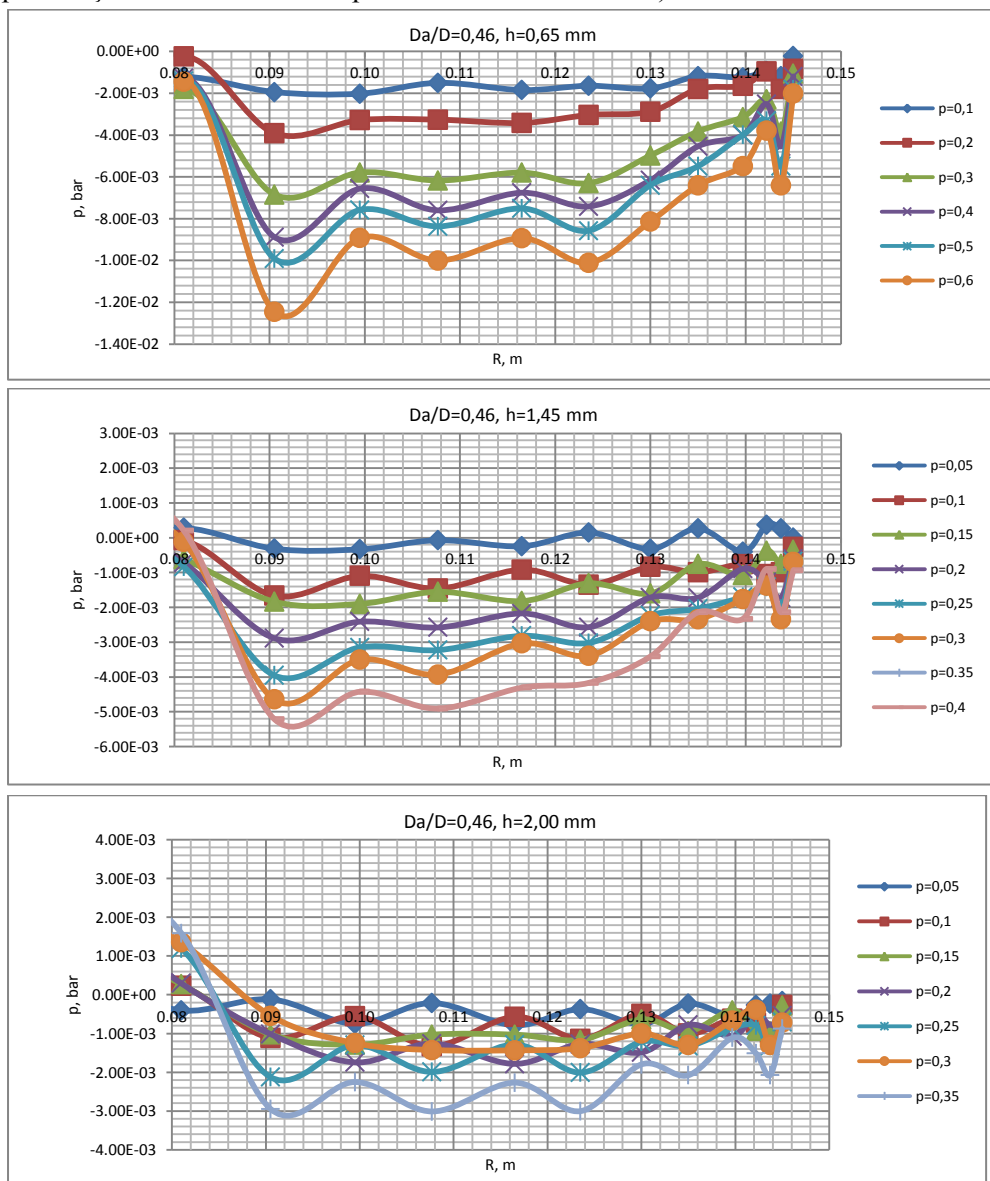 Da/D=0,46, h=0,65 mm
0.00E+00
-2.00E-03
-4.00E-03
-6.00E-03
-8.00E-03
-1.00E-02
-1.20E-02
-1.40E-02
0.08 0.09 0.10 0.11 0.12 0.13 0.14 0.15
p, bar
R, m
p=0,1
p=0,2
p=0,3
p=0,4
p=0,5
p=0,6
Da/D=0,46, h=1,45 mm
3.00E-03
2.00E-03
1.00E-03
0.00E+00
-1.00E-03
-2.00E-03
-3.00E-03
-4.00E-03
-5.00E-03
-6.00E-03
0.08 0.09 0.10 0.11 0.12 0.13 0.14 0.15
p, bar
R, m
p=0,05
p=0,1
p=0,15
p=0,2
p=0,25
p=0,3
p=0.35
p=0,4
Da/D=0,46, h=2,00 mm
4.00E-03
3.00E-03
2.00E-03
1.00E-03
0.00E+00
-1.00E-03
-2.00E-03
-3.00E-03
-4.00E-03
0.08 0.09 0.10 0.11 0.12 0.13 0.14 0.15
p, bar
R, m
p=0,05
p=0,1
p=0,15
p=0,2
p=0,25
p=0,3
p=0,35